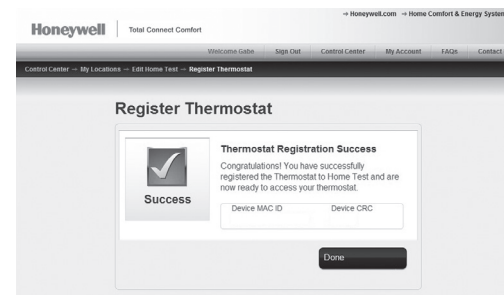 → Honeywell.com → Home Comfort & Energy System
Honeywell Total Connect Comfort
Welcome Gabe Sign Out Control Center My Account FAQs Contact
Control Center → My Locations → Edit Home Test → Register Thermostat
Register Thermostat
Thermostat Registration Success
Congratulations! You have successfully
registered the Thermostat to Home Test and are
now ready to access your thermostat.
Success
Device MAC ID Device CRC
Done